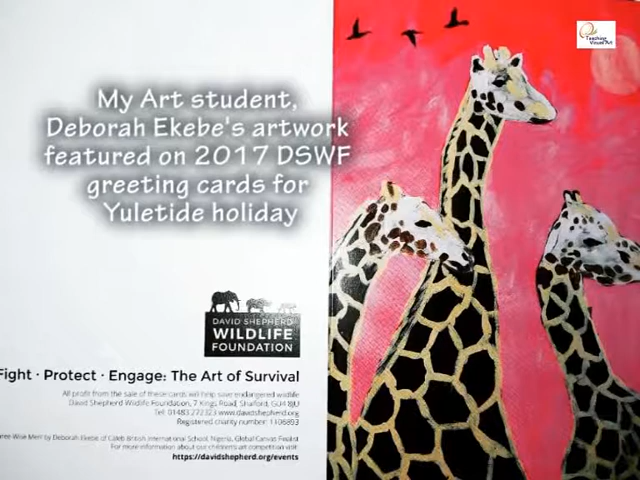 Teaching
Visual Art
My Art student,
Deborah Ekebe's artwork
featured on 2017 DSWF
greeting cards for
Yuletide holiday
DAVID SHEPHERD
WILDLIFE
FOUNDATION
Fight · Protect · Engage: The Art of Survival
All profit from the sale of these cards will help save endangered wildlife
David Shepherd Wildlife Foundation, 7 Kings Road, Shalford, GU4 8JU
Tel: 01483 272323 www.davidshepherd.org
Registered charity number: 1106893
Wise Men by Deborah Ekebe of Caleb British International School, Nigeria, Global Canvas Finalist
For more information about our children's art competition visit:
https://davidshepherd.org/events